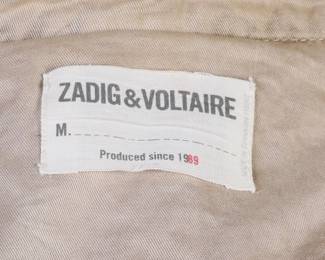 ZADIG&VOLTAIRE
M.
Produced since 1989